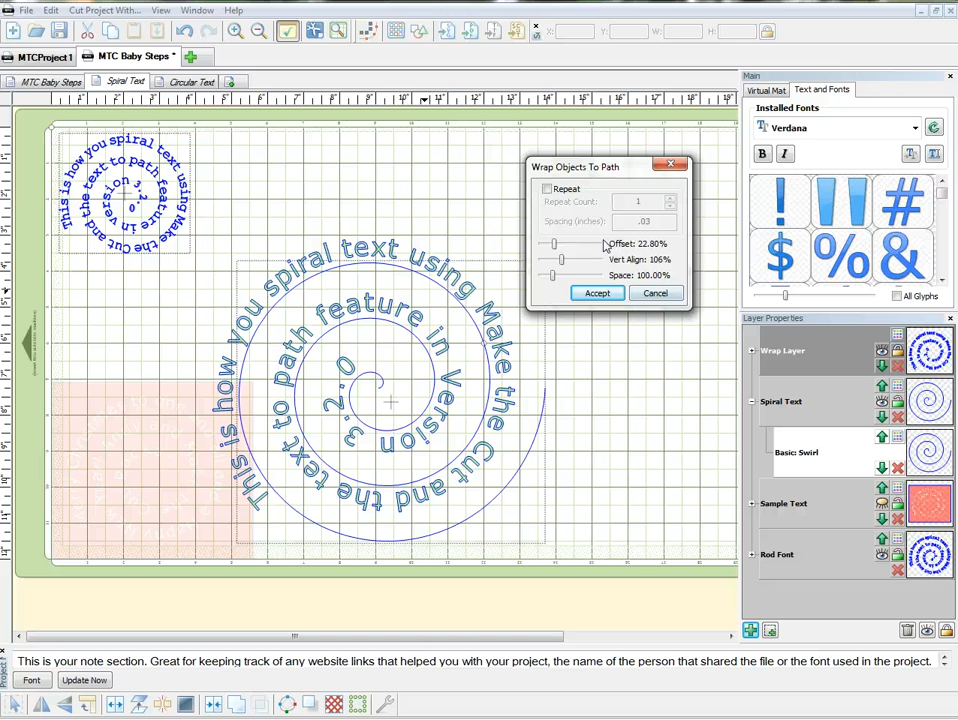 File Edit Cut Project With... View Window Help
X: Y: W: H:
MTCProject1 MTC Baby Steps *
MTC Baby Steps Spiral Text Circular Text
This is how you spiral text using Make the Cut and the text to path feature in version 3.2.0
This is how you spiral text using Make the Cut and the text to path feature in Version 3.2.0
Wrap Objects To Path
Repeat
Repeat Count: 1
Spacing (inches): .03
Offset: 22.80%
Vert Align: 106%
Space: 100.00%
Accept Cancel
Main
Virtual Mat Text and Fonts
Installed Fonts
Verdana
B I
! " #
$ % &
All Glyphs
Layer Properties
Wrap Layer
Spiral Text
Basic: Swirl
Sample Text
Rod Font
Project
This is your note section. Great for keeping track of any website links that helped you with your project, the name of the person that shared the file or the font used in the project.
Font Update Now